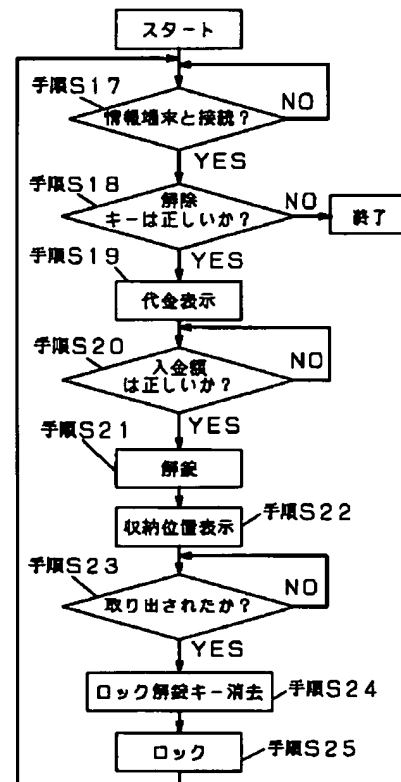 スタート
手順S17
情報端末と接続?
NO
YES
手順S18
解除
キーは正しいか?
NO
終了
YES
手順S19
代金表示
手順S20
入金額
は正しいか?
NO
YES
手順S21
解錠
収納位置表示
手順S22
手順S23
取り出されたか?
NO
YES
ロック解錠キー消去
手順S24
ロック
手順S25